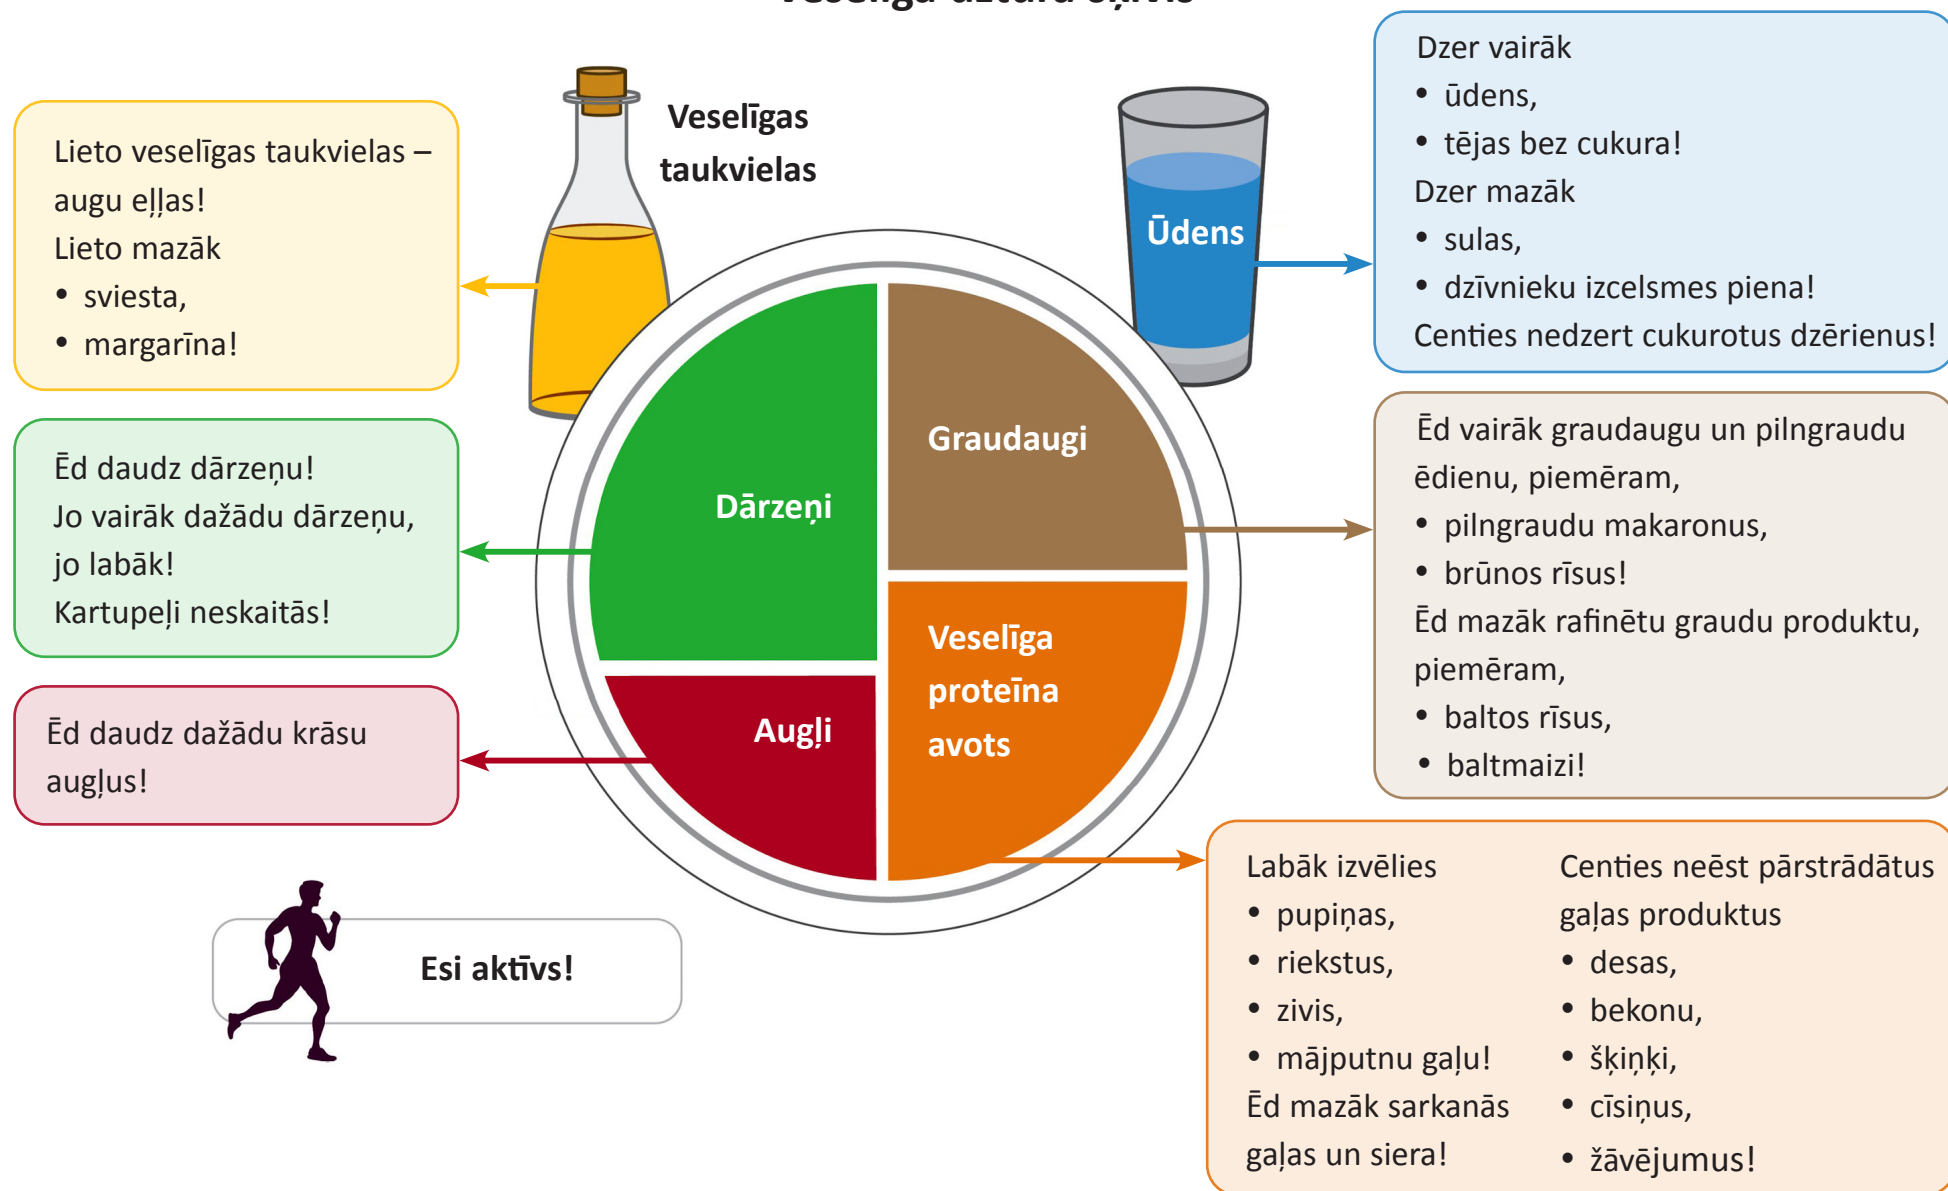 Veselīga uztura šķīvis
Lieto veselīgas taukvielas –
augu eļļas!
Lieto mazāk
• sviesta,
• margarīna!
Veselīgas
taukvielas
Ūdens
Dzer vairāk
• ūdens,
• tējas bez cukura!
Dzer mazāk
• sulas,
• dzīvnieku izcelsmes piena!
Centies nedzert cukurotus dzērienus!
Ēd daudz dārzeņu!
Jo vairāk dažādu dārzeņu,
jo labāk!
Kartupeļi neskaitās!
Dārzeņi
Graudaugi
Ēd vairāk graudaugu un pilngraudu
ēdienu, piemēram,
• pilngraudu makaronus,
• brūnos rīsus!
Ēd mazāk rafinētu graudu produktu,
piemēram,
• baltos rīsus,
• baltmaizi!
Ēd daudz dažādu krāsu
augļus!
Augļi
Veselīga
proteīna
avots
Labāk izvēlies
• pupiņas,
• riekstus,
• zivis,
• mājputnu gaļu!
Ēd mazāk sarkanās
gaļas un siera!
Centies neēst pārstrādātus
gaļas produktus
• desas,
• bekonu,
• šķiņķi,
• cīsiņus,
• žāvējumus!
Esi aktīvs!